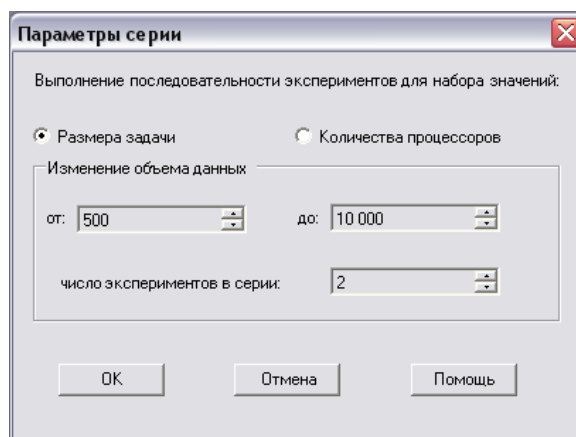 Параметры серии
Выполнение последовательности экспериментов для набора значений:
Размера задачи Количества процессоров
Изменение объема данных
от: 500 до: 10 000
число экспериментов в серии: 2
ОК Отмена Помощь